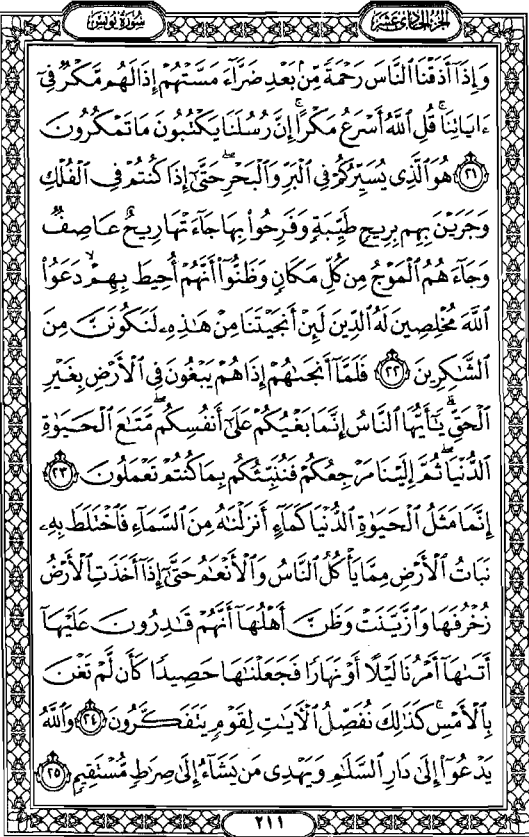 الجزء الحادي عشر
سورة يونس
وَإِذَآ أَذَقْنَا ٱلنَّاسَ رَحْمَةً مِّنۢ بَعْدِ ضَرَّآءَ مَسَّتْهُمْ إِذَا لَهُم مَّكْرٌ فِىٓ
ءَايَاتِنَا ۚ قُلِ ٱللَّهُ أَسْرَعُ مَكْرًا ۚ إِنَّ رُسُلَنَا يَكْتُبُونَ مَا تَمْكُرُونَ
﴿٢١﴾ هُوَ ٱلَّذِى يُسَيِّرُكُمْ فِى ٱلْبَرِّ وَٱلْبَحْرِ ۖ حَتَّىٰٓ إِذَا كُنتُمْ فِى ٱلْفُلْكِ
وَجَرَيْنَ بِهِم بِرِيحٍ طَيِّبَةٍ وَفَرِحُوا۟ بِهَا جَآءَتْهَا رِيحٌ عَاصِفٌ
وَجَآءَهُمُ ٱلْمَوْجُ مِن كُلِّ مَكَانٍ وَظَنُّوٓا۟ أَنَّهُمْ أُحِيطَ بِهِمْ ۙ دَعَوُا۟
ٱللَّهَ مُخْلِصِينَ لَهُ ٱلدِّينَ لَئِنْ أَنجَيْتَنَا مِنْ هَٰذِهِۦ لَنَكُونَنَّ مِنَ
ٱلشَّٰكِرِينَ ﴿٢٢﴾ فَلَمَّآ أَنجَىٰهُمْ إِذَا هُمْ يَبْغُونَ فِى ٱلْأَرْضِ بِغَيْرِ
ٱلْحَقِّ ۗ يَٰٓأَيُّهَا ٱلنَّاسُ إِنَّمَا بَغْيُكُمْ عَلَىٰٓ أَنفُسِكُم ۖ مَّتَٰعَ ٱلْحَيَوٰةِ
ٱلدُّنْيَا ۖ ثُمَّ إِلَيْنَا مَرْجِعُكُمْ فَنُنَبِّئُكُم بِمَا كُنتُمْ تَعْمَلُونَ ﴿٢٣﴾
إِنَّمَا مَثَلُ ٱلْحَيَوٰةِ ٱلدُّنْيَا كَمَآءٍ أَنزَلْنَٰهُ مِنَ ٱلسَّمَآءِ فَٱخْتَلَطَ بِهِۦ
نَبَاتُ ٱلْأَرْضِ مِمَّا يَأْكُلُ ٱلنَّاسُ وَٱلْأَنْعَٰمُ حَتَّىٰٓ إِذَآ أَخَذَتِ ٱلْأَرْضُ
زُخْرُفَهَا وَٱزَّيَّنَتْ وَظَنَّ أَهْلُهَآ أَنَّهُمْ قَٰدِرُونَ عَلَيْهَآ
أَتَىٰهَآ أَمْرُنَا لَيْلًا أَوْ نَهَارًا فَجَعَلْنَٰهَا حَصِيدًا كَأَن لَّمْ تَغْنَ
بِٱلْأَمْسِ ۚ كَذَٰلِكَ نُفَصِّلُ ٱلْءَايَٰتِ لِقَوْمٍ يَتَفَكَّرُونَ ﴿٢٤﴾ وَٱللَّهُ
يَدْعُوٓا۟ إِلَىٰ دَارِ ٱلسَّلَٰمِ وَيَهْدِى مَن يَشَآءُ إِلَىٰ صِرَٰطٍ مُّسْتَقِيمٍ ﴿٢٥﴾
٢١١